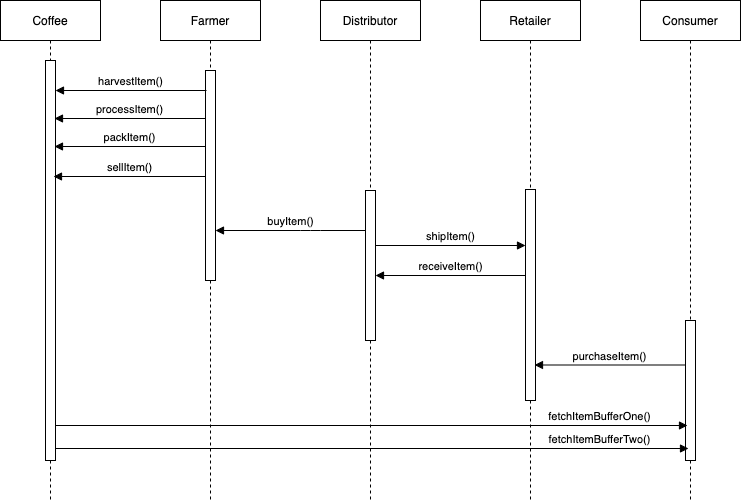 Coffee
Farmer
Distributor
Retailer
Consumer
harvestItem()
processItem()
packItem()
sellItem()
buyItem()
shipItem()
receiveItem()
purchaseItem()
fetchItemBufferOne()
fetchItemBufferTwo()